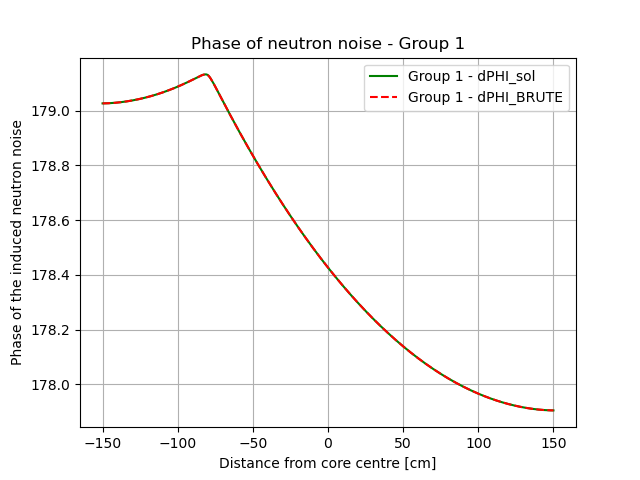 Phase of neutron noise - Group 1
Group 1 - dPHI_sol
Group 1 - dPHI_BRUTE
Phase of the induced neutron noise
179.0
178.8
178.6
178.4
178.2
178.0
−150
−100
−50
0
50
100
150
Distance from core centre [cm]